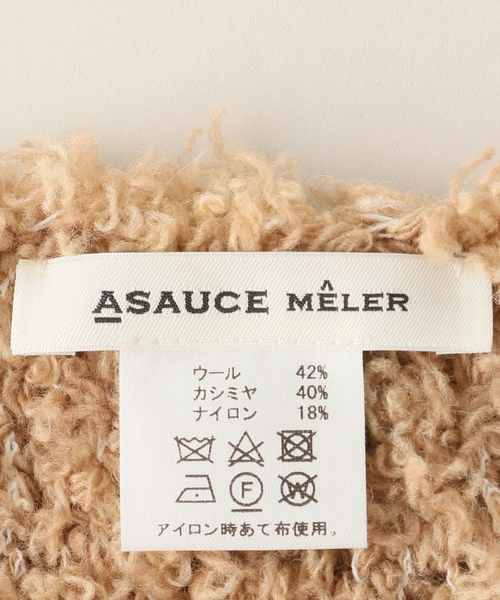 ASAUCE MÊLER
ウール 42%
カシミヤ 40%
ナイロン 18%
F W
アイロン時あて布使用。